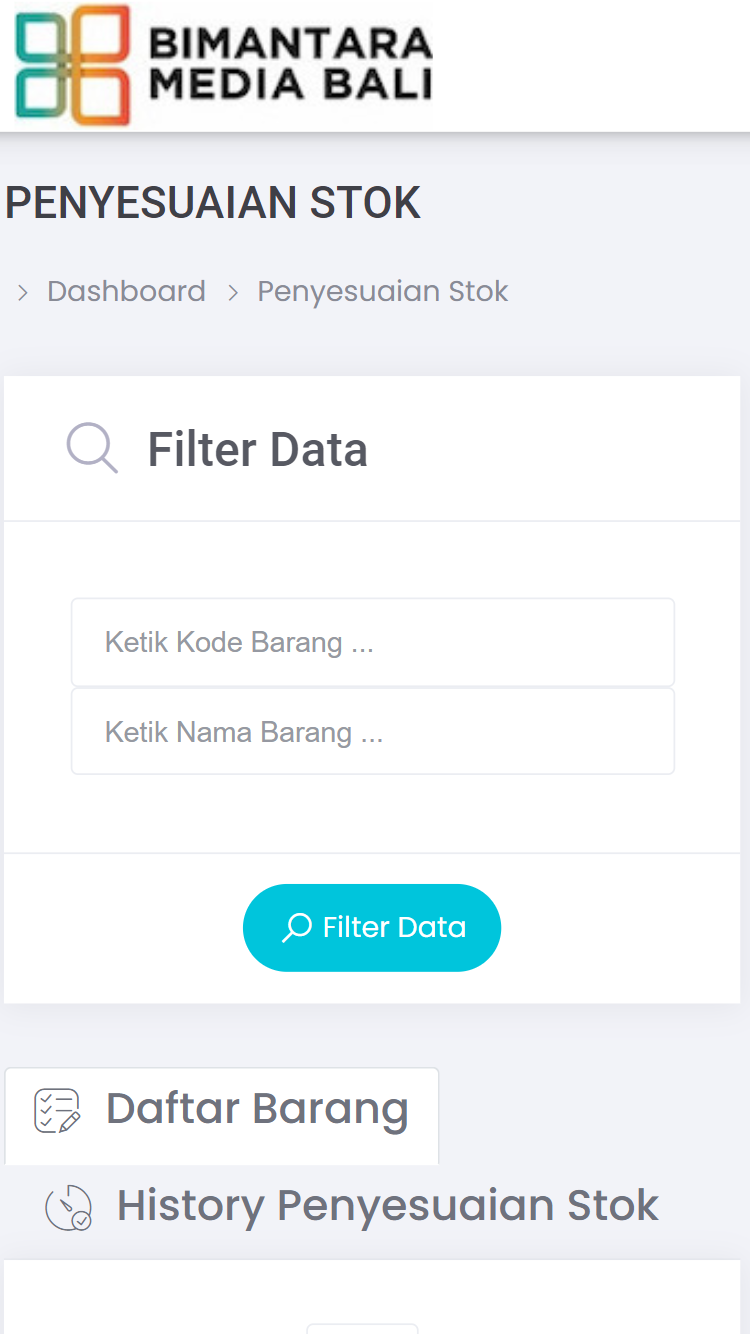 BIMANTARA
MEDIA BALI
PENYESUAIAN STOK
Dashboard
Penyesuaian Stok
Filter Data
Ketik Kode Barang ...
Ketik Nama Barang ...
Filter Data
Daftar Barang
History Penyesuaian Stok